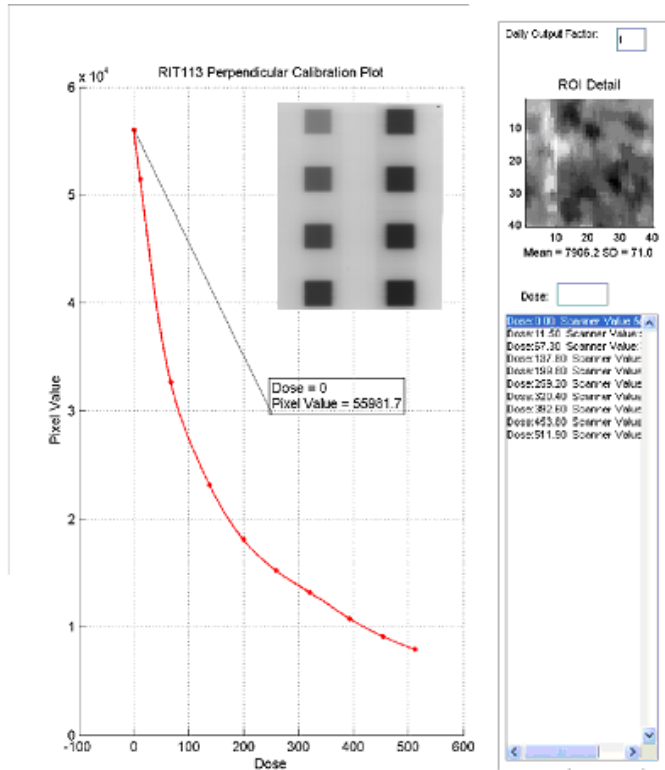 Daily Output Factor:
RIT113 Perpendicular Calibration Plot
x 10⁴
ROI Detail
6
5
4
3
2
1
0
Pixel Value
-100 0 100 200 300 400 500 600
Dose
Dose = 0
Pixel Value = 55981.7
10
20
30
40
10 20 30 40
Mean = 7906.2 SD = 71.0
Dose:
Dose:0.00 Scanner Value
Dose:11.50 Scanner Value
Dose:67.30 Scanner Value
Dose:137.80 Scanner Value
Scanner Value
Dose:259.20 Scanner Value
Dose:320.40 Scanner Value
Dose:392.60 Scanner Value
Dose:453.80 Scanner Value
Dose:511.90 Scanner Value